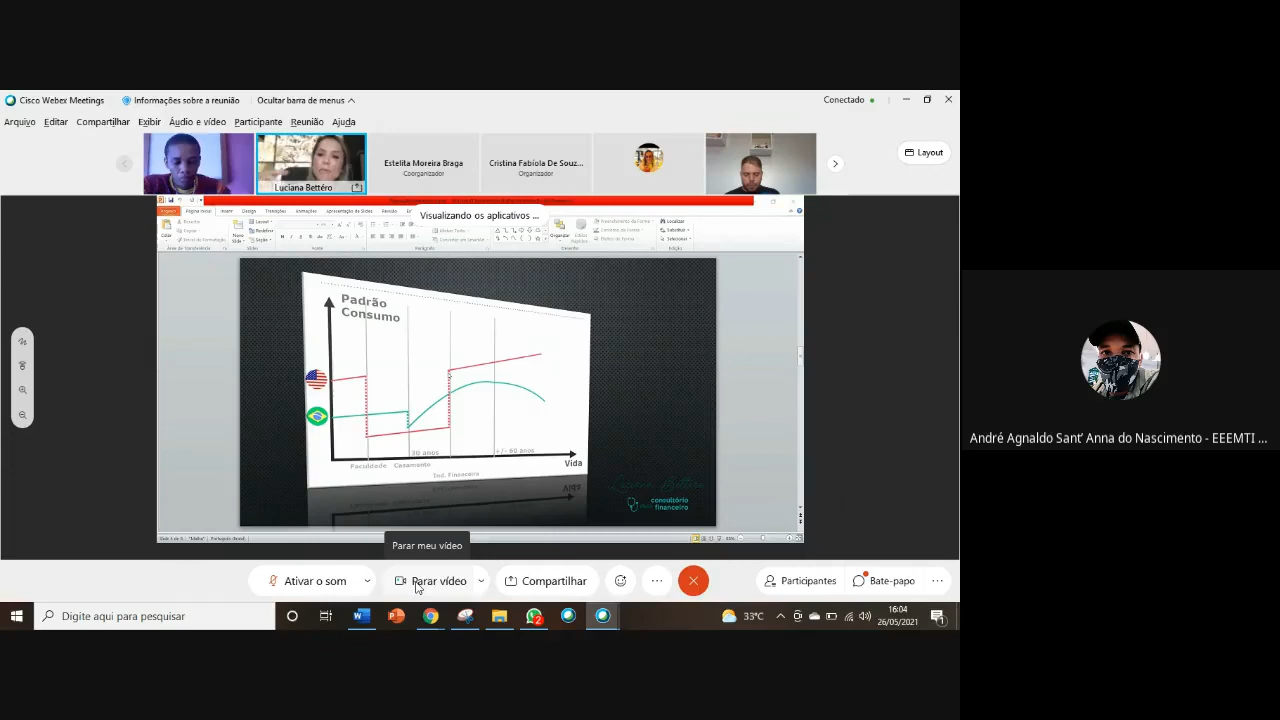 Cisco Webex Meetings
Informações sobre a reunião
Ocultar barra de menus
Conectado
Arquivo Editar Compartilhar Exibir Áudio e vídeo Participante Reunião Ajuda
Luciana Bettéro
Estelita Moreira Braga
Coorganizador
Cristina Fabíola De Souz...
Organizador
Layout
Visualizando os aplicativos ...
Padrão
Consumo
30 anos
+/- 60 anos
Faculdade Casamento
Ind. Financeiro
Vida
consultório
financeiro
André Agnaldo Sant' Anna do Nascimento - EEEMTI ...
Parar meu vídeo
Ativar o som
Parar vídeo
Compartilhar
Participantes
Bate-papo
Digite aqui para pesquisar
2
33°C
16:04
26/05/2021
1